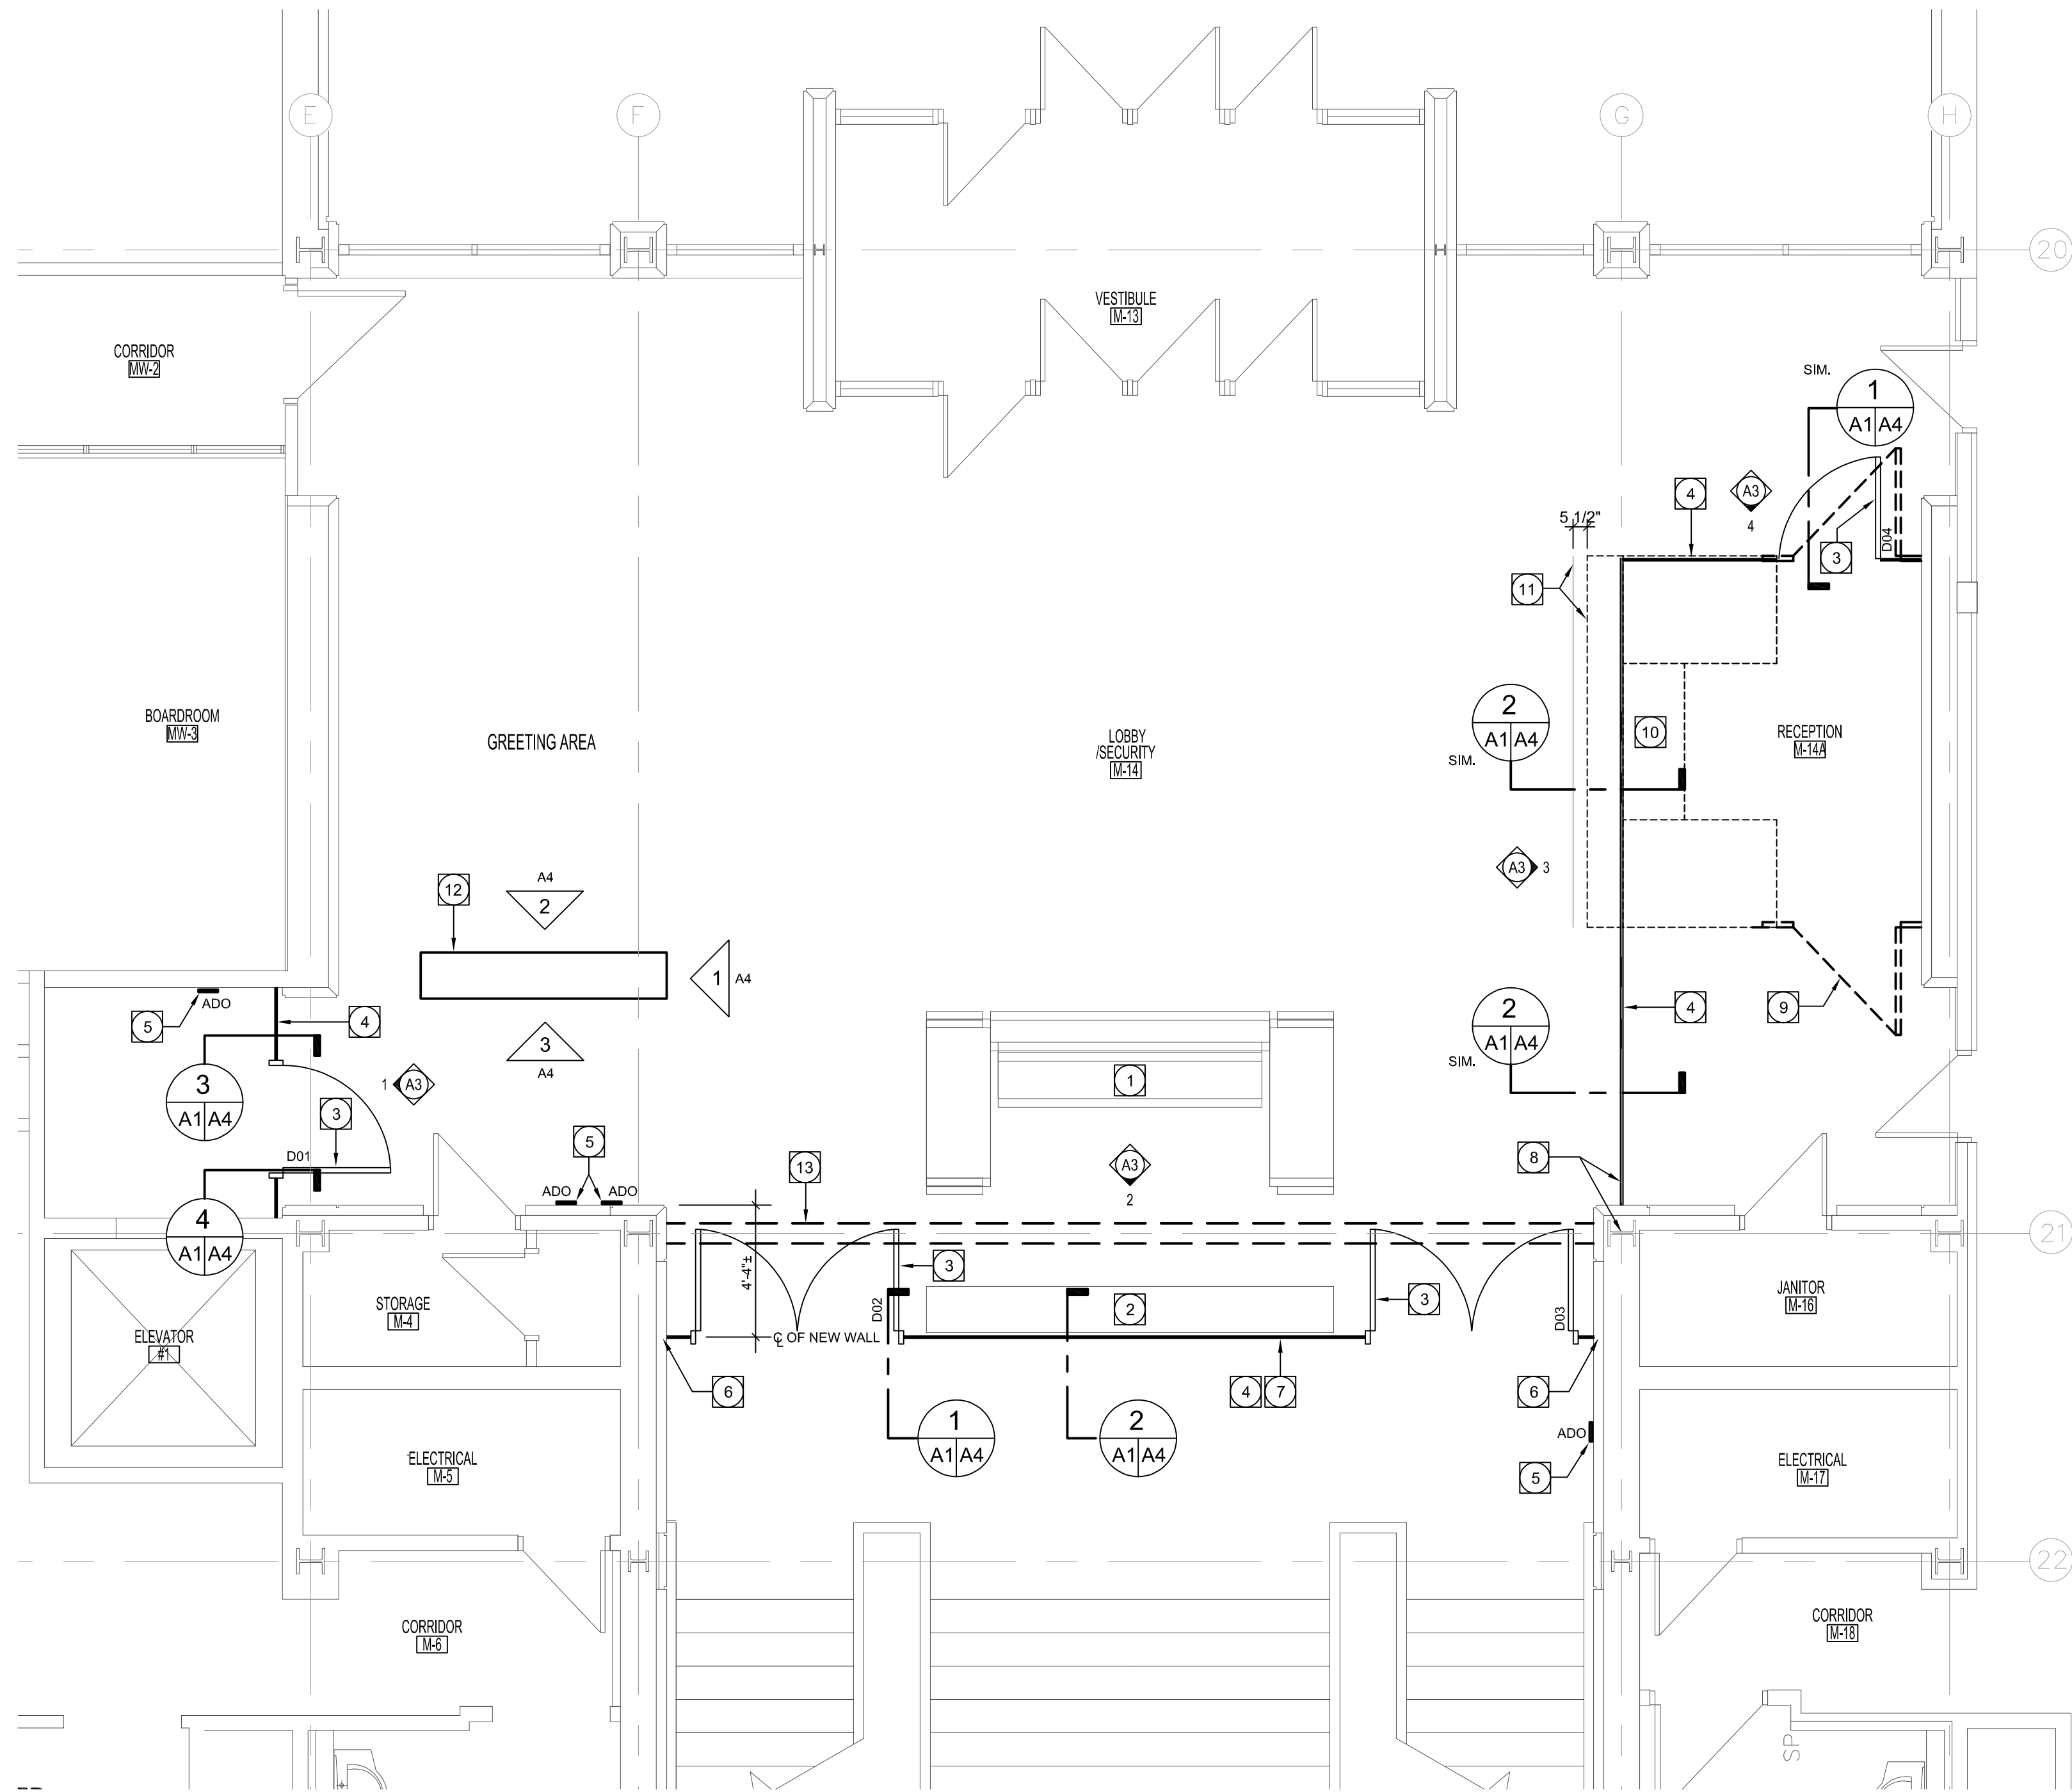 E
F
G
H
20
VESTIBULE
M-13
CORRIDOR
MW-2
SIM.
1
A1 A4
4
A3
4
5 1/2"
3
D04
11
BOARDROOM
MW-3
GREETING AREA
LOBBY
/SECURITY
M-14
2
A1 A4
SIM.
10
RECEPTION
M-14A
12
A4
2
A3
3
1
A4
5
ADO
4
2
A1 A4
SIM.
4
9
3
A4
3
A1 A4
1
A3
3
1
D01
5
ADO
ADO
13
A3
2
8
4
A1 A4
21
4'-4"±
3
D02
2
3
D03
STORAGE
M-4
JANITOR
M-16
ELEVATOR
#1
℄ OF NEW WALL
6
4
7
6
1
A1 A4
2
A1 A4
ADO
5
ELECTRICAL
M-5
ELECTRICAL
M-17
22
CORRIDOR
M-6
CORRIDOR
M-18
SP